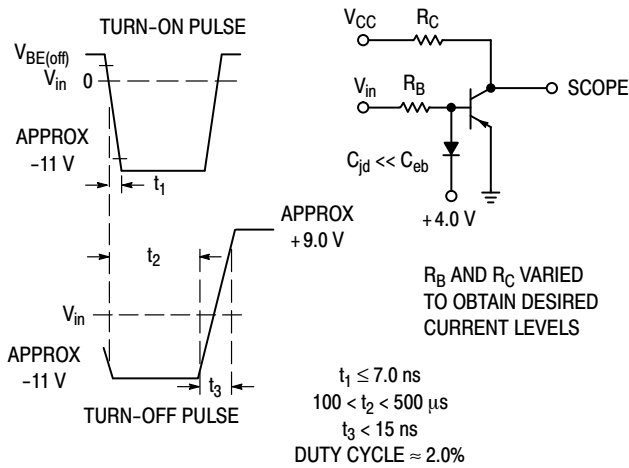 TURN–ON PULSE
V_BE(off)
V_in
0
APPROX
–11 V
t_1
V_CC
R_C
V_in
R_B
SCOPE
C_jd << C_eb
+4.0 V
APPROX
+9.0 V
t_2
V_in
APPROX
–11 V
t_3
TURN–OFF PULSE
R_B AND R_C VARIED
TO OBTAIN DESIRED
CURRENT LEVELS
t_1 ≤ 7.0 ns
100 < t_2 < 500 μs
t_3 < 15 ns
DUTY CYCLE ≈ 2.0%